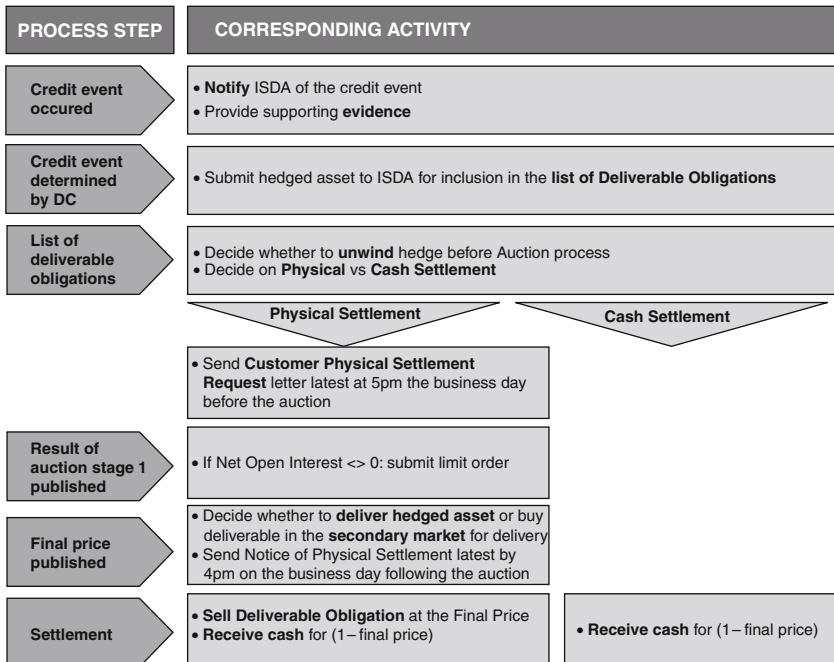 PROCESS STEP
CORRESPONDING ACTIVITY
Credit event
occured
• Notify ISDA of the credit event
• Provide supporting evidence
Credit event
determined
by DC
• Submit hedged asset to ISDA for inclusion in the list of Deliverable Obligations
List of
deliverable
obligations
• Decide whether to unwind hedge before Auction process
• Decide on Physical vs Cash Settlement
Physical Settlement
Cash Settlement
• Send Customer Physical Settlement
Request letter latest at 5pm the business day
before the auction
Result of
auction stage 1
published
• If Net Open Interest <> 0: submit limit order
Final price
published
• Decide whether to deliver hedged asset or buy
deliverable in the secondary market for delivery
• Send Notice of Physical Settlement latest by
4pm on the business day following the auction
Settlement
• Sell Deliverable Obligation at the Final Price
• Receive cash for (1–final price)
• Receive cash for (1–final price)